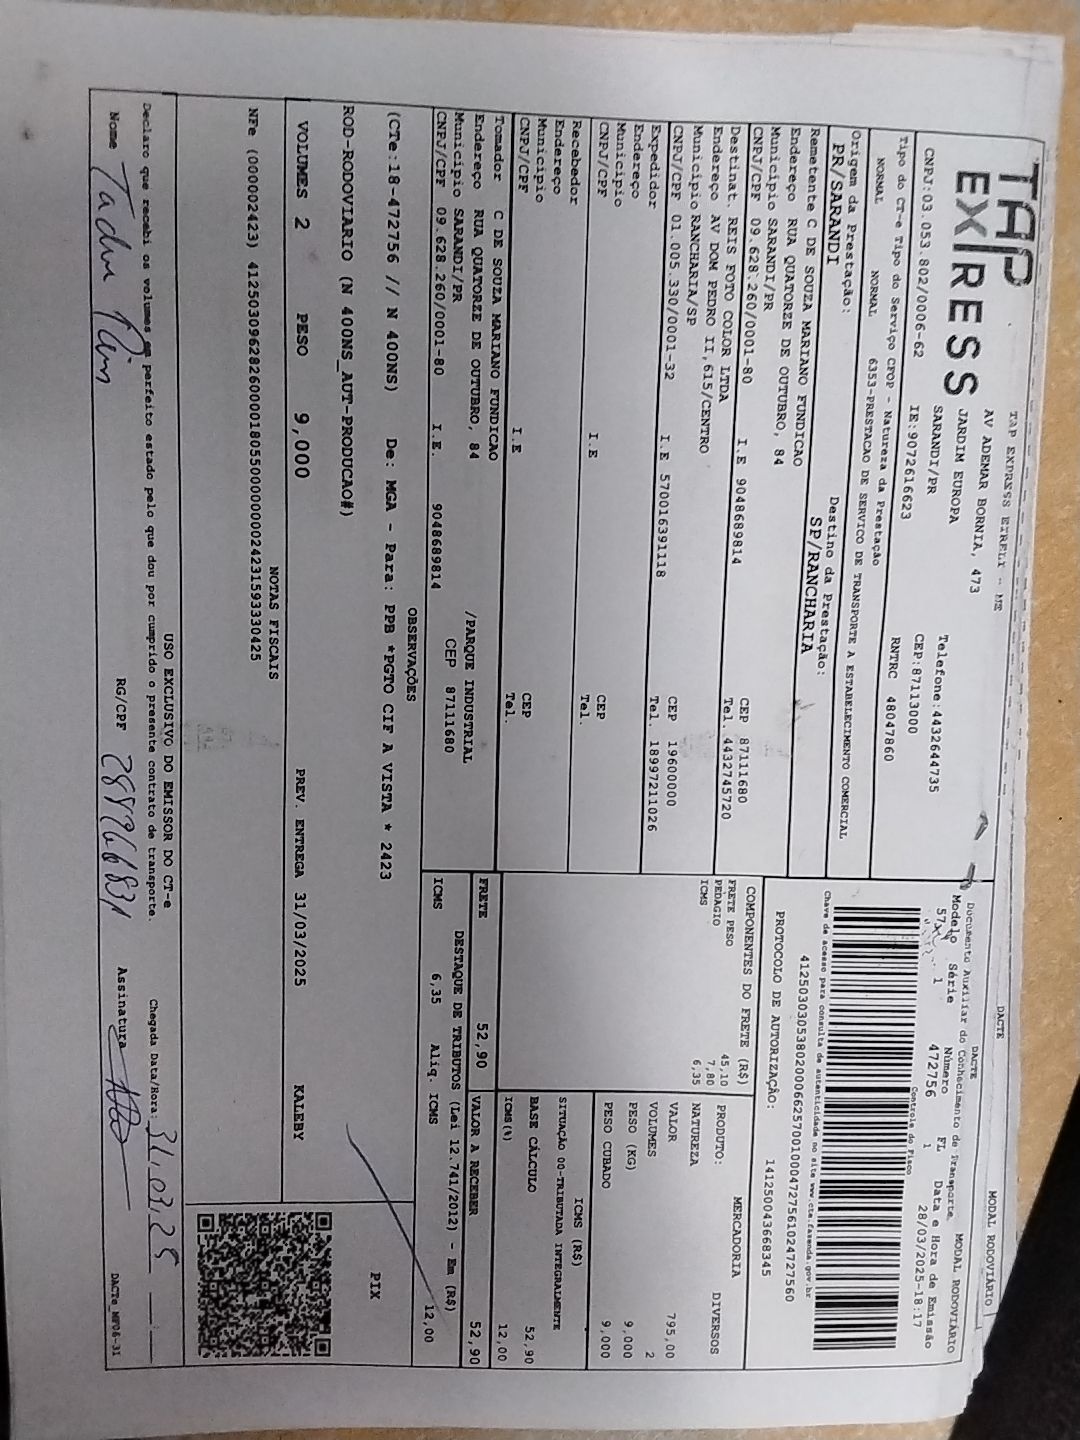 TAP
EXPRESS
TAP EXPRESS EIRELI - ME
AV ADEMAR BORNIA, 473
JARDIM EUROPA
SARANDI/PR
Telefone:4432644735
CEP:87113000
CNPJ:03.053.802/0006-62 IE:9072616623 RNTRC 48047860
Tipo do CT-e Tipo do Serviço CFOP - Natureza da Prestação
NORMAL NORMAL 6353-PRESTACAO DE SERVICO DE TRANSPORTE A ESTABELECIMENTO COMERCIAL
Origem da Prestação: Destino da Prestação:
PR/SARANDI SP/RANCHARIA
DACTE MODAL RODOVIÁRIO
DACTE MODAL RODOVIÁRIO
Documento Auxiliar do Conhecimento de Transporte
Modelo Série Número FL Data e Hora de Emissão
57 1 472756 1 28/03/2025-18:17
Controle do Fisco
Chave de acesso para consulta de autenticidade no site www.cte.fazenda.gov.br
41250303053802000662570010004727561024727560
PROTOCOLO DE AUTORIZAÇÃO: 141250043668345
Remetente C DE SOUZA MARIANO FUNDICAO
Endereço RUA QUATORZE DE OUTUBRO, 84
Município SARANDI/PR CEP 87111680
CNPJ/CPF 09.628.260/0001-80 I.E 9048689814 Tel. 4432745720
Destinat. REIS FOTO COLOR LTDA
Endereço AV DOM PEDRO II,615/CENTRO
Município RANCHARIA/SP CEP 19600000
CNPJ/CPF 01.005.330/0001-32 I.E 570016391118 Tel. 18997211026
Expedidor
Endereço
Município CEP
CNPJ/CPF I.E Tel.
Recebedor
Endereço
Município CEP
CNPJ/CPF I.E Tel.
Tomador C DE SOUZA MARIANO FUNDICAO
Endereço RUA QUATORZE DE OUTUBRO, 84 /PARQUE INDUSTRIAL
Município SARANDI/PR CEP 87111680
CNPJ/CPF 09.628.260/0001-80 I.E. 9048689814
COMPONENTES DO FRETE (R$)
FRETE PESO 45,10
PEDAGIO 7,80
ICMS 6,35
MERCADORIA
PRODUTO: DIVERSOS
NATUREZA
VALOR 795,00
VOLUMES 2
PESO (KG) 9,000
PESO CUBADO 9,000
ICMS (R$)
SITUAÇÃO 00-TRIBUTADA INTEGRALMENTE
BASE CÁLCULO 52,90
ICMS(%) 12,00
FRETE 52,90 VALOR A RECEBER 52,90
DESTAQUE DE TRIBUTOS (Lei 12.741/2012) - Em (R$)
ICMS 6,35 Aliq. ICMS 12,00
OBSERVAÇÕES
(CTe:18-472756 // N 400NS) De: MGA - Para: PPB *PGTO CIF A VISTA * 2423
PIX
ROD-RODOVIARIO (N 400NS_AUT-PRODUCAO#)
VOLUMES 2 PESO 9,000 PREV. ENTREGA 31/03/2025 KALEBY
NOTAS FISCAIS
NFe (000002423) 41250309628260000180550000000024231593330425
USO EXCLUSIVO DO EMISSOR DO CT-e
Declaro que recebi os volumes em perfeito estado pelo que dou por cumprido o presente contrato de transporte. Chegada Data/Hora: 31,03,25
Nome RG/CPF Assinatura DACTe_MP06-31